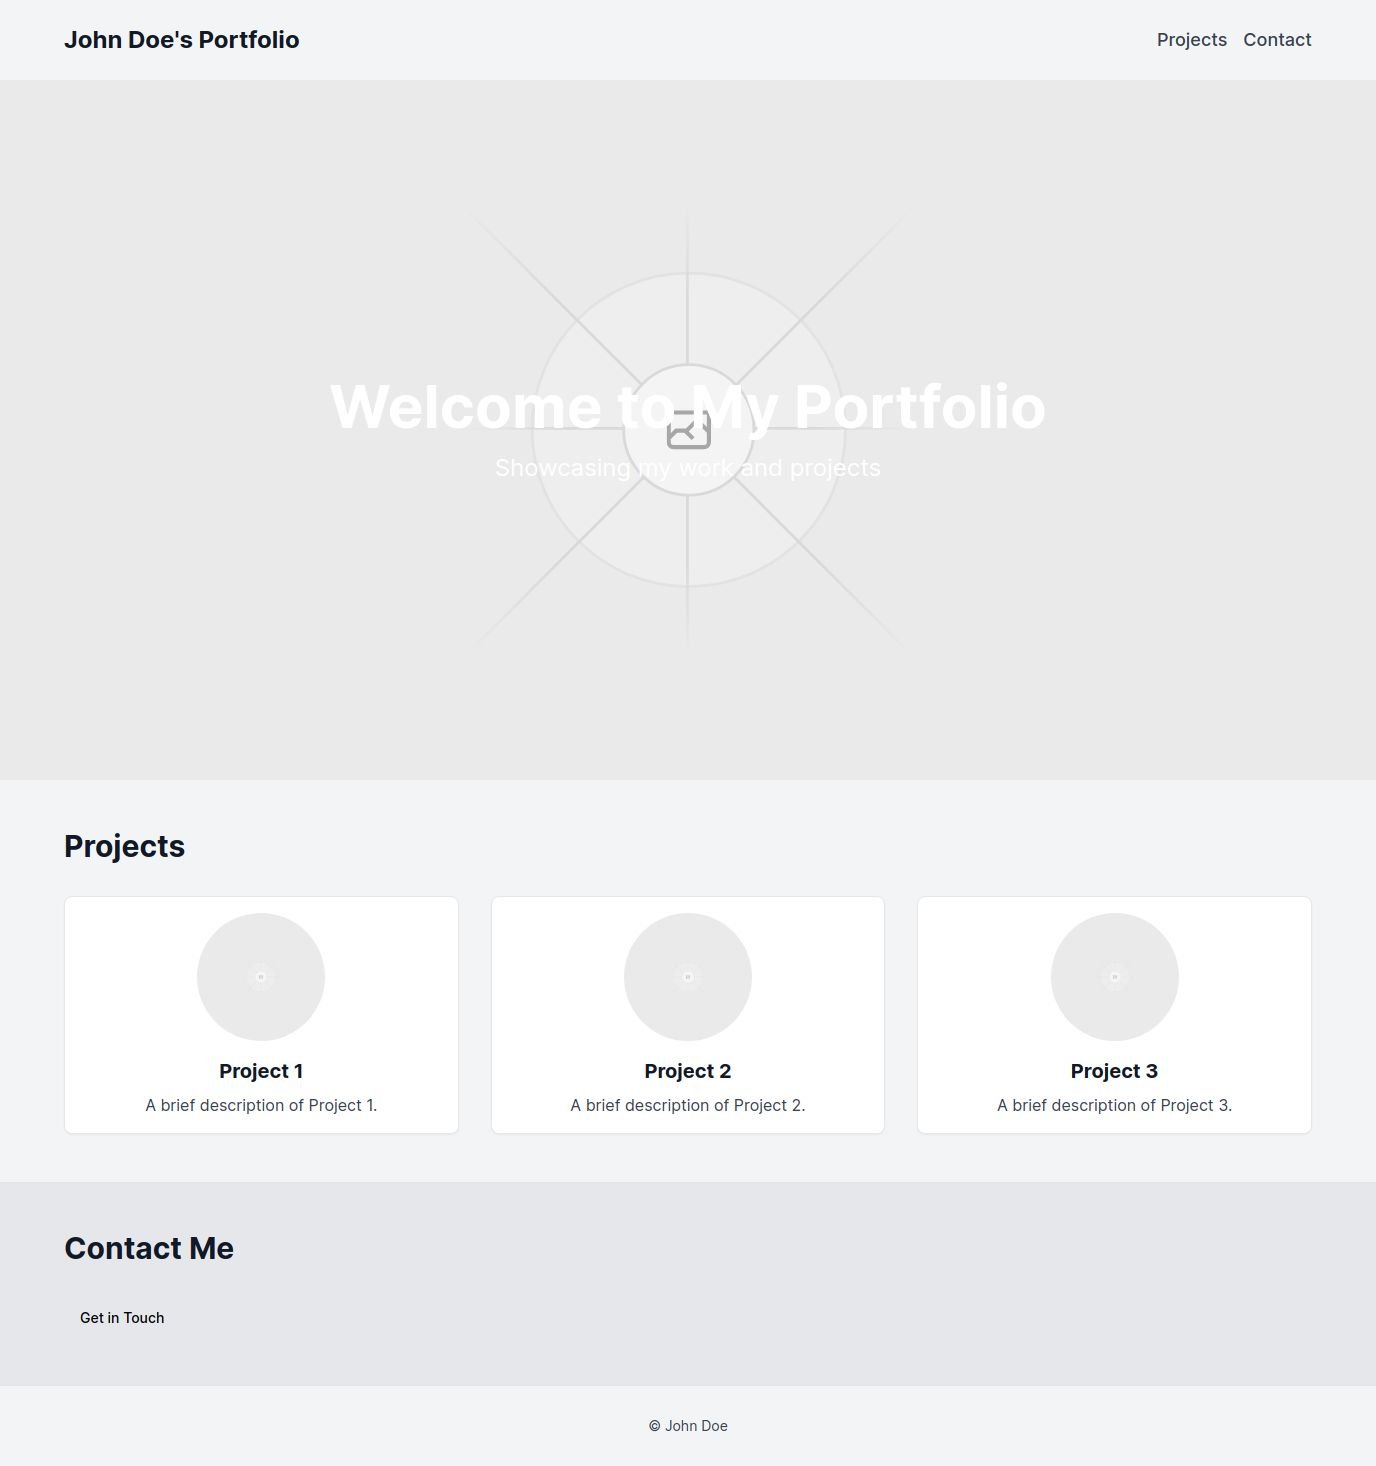 John Doe's Portfolio
Projects Contact
Welcome to My Portfolio
Showcasing my work and projects
Projects
Project 1
A brief description of Project 1.
Project 2
A brief description of Project 2.
Project 3
A brief description of Project 3.
Contact Me
Get in Touch
© John Doe